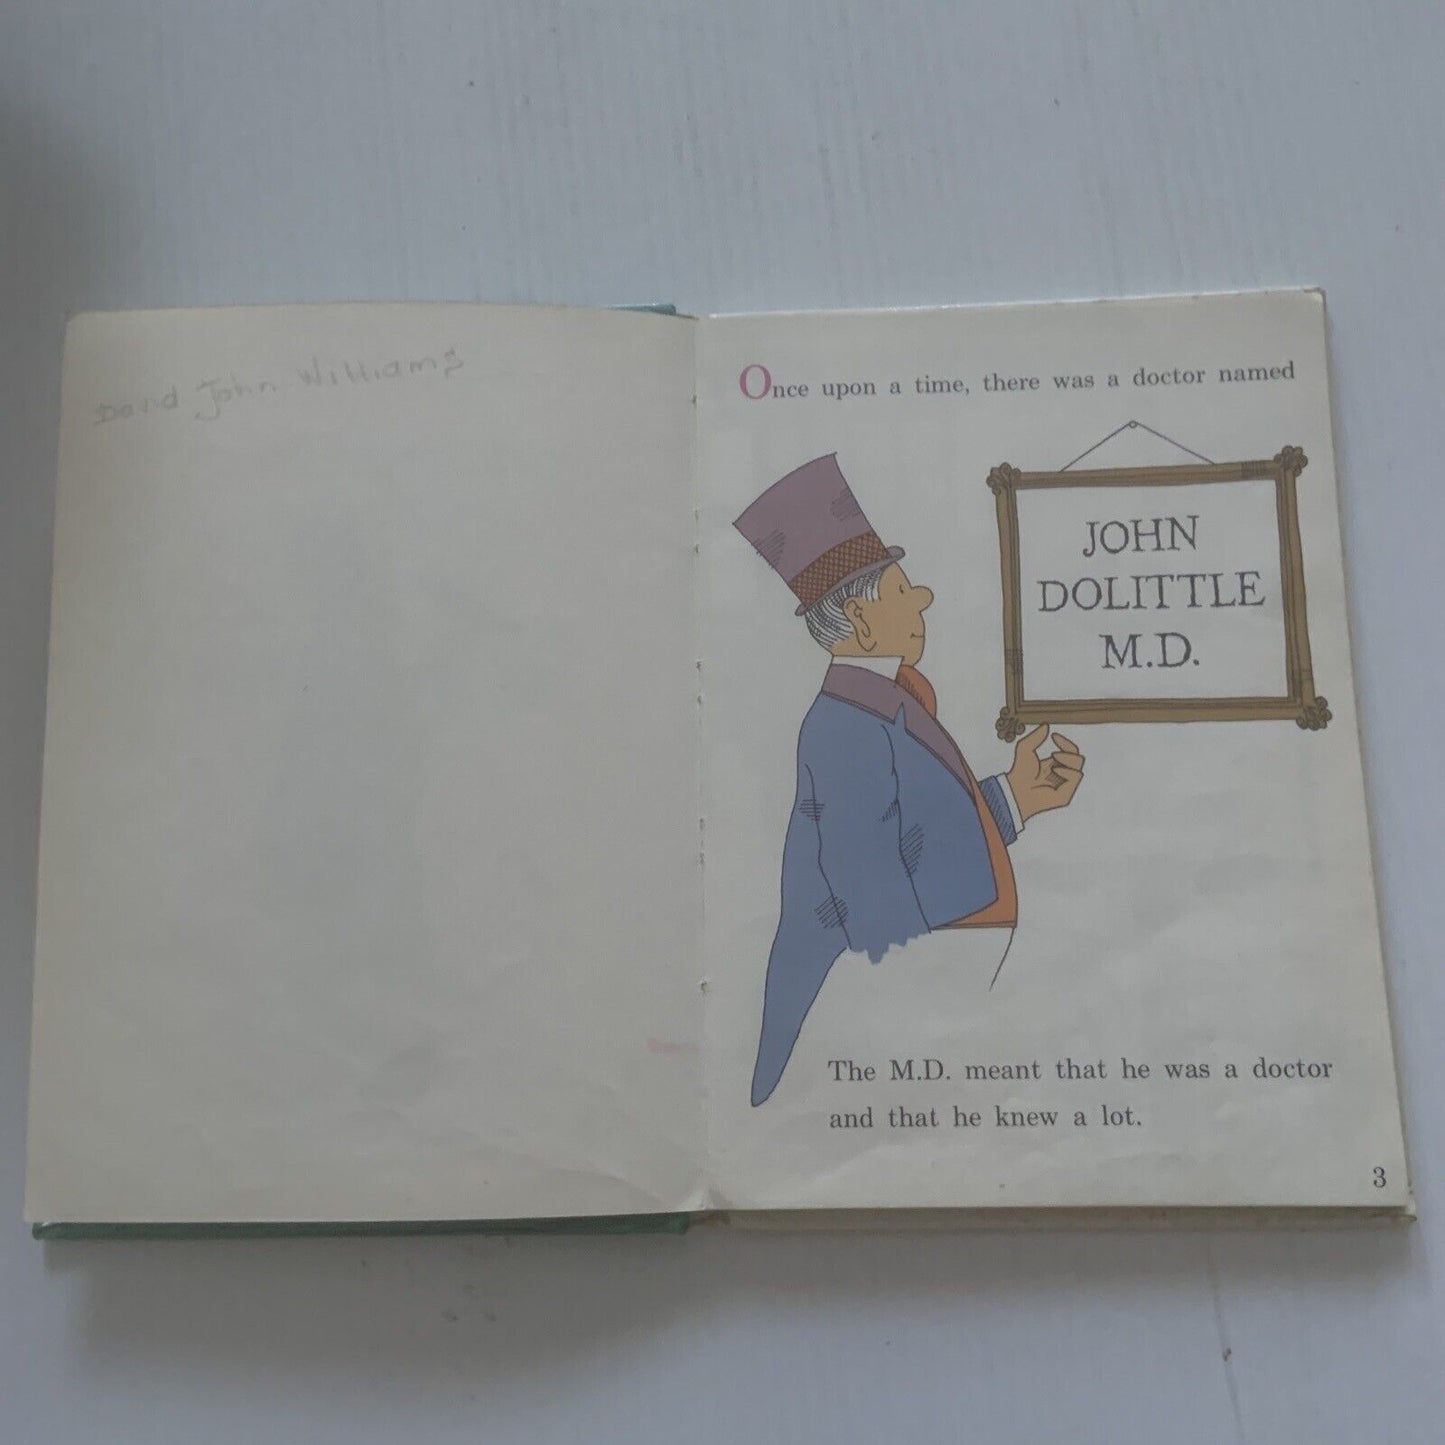 David John Williams
Once upon a time, there was a doctor named
JOHN
DOLITTLE
M.D.
The M.D. meant that he was a doctor
and that he knew a lot.
3